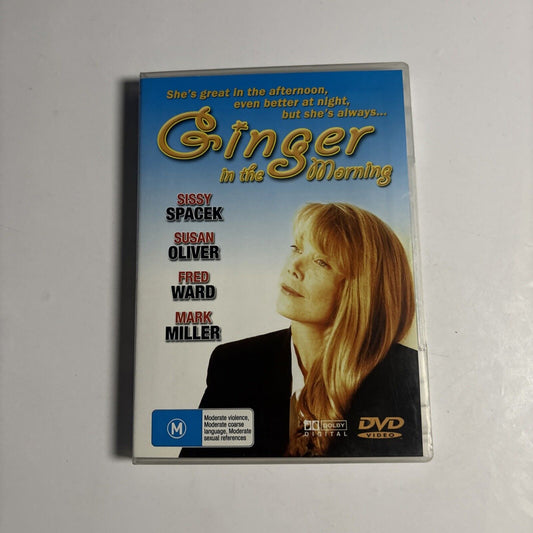 She's great in the afternoon,
even better at night,
but she's always...
Ginger
in the Morning
SISSY
SPACEK
SUSAN
OLIVER
FRED
WARD
MARK
MILLER
M
Moderate violence,
Moderate coarse
language, Moderate
sexual references
DOLBY
DIGITAL
DVD
VIDEO